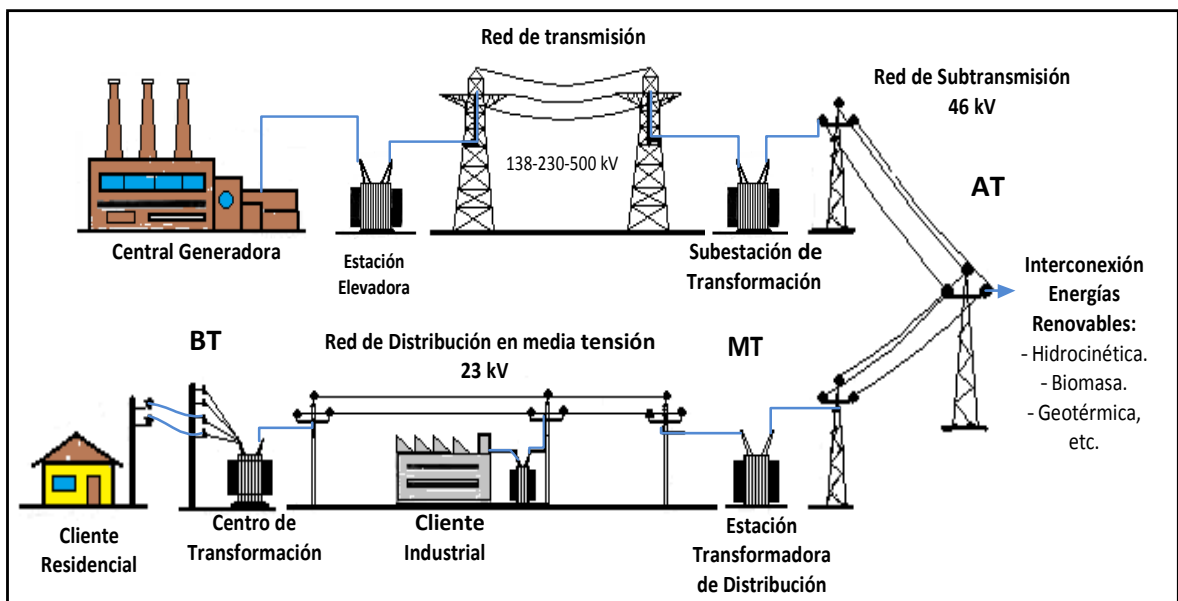 Red de transmisión
Red de Subtransmisión
46 kV
138-230-500 kV
AT
Central Generadora
Estación
Elevadora
Subestación de
Transformación
Interconexión
Energías
Renovables:
- Hidrocinética.
- Biomasa.
- Geotérmica,
etc.
BT
Red de Distribución en media tensión
23 kV
MT
Cliente
Residencial
Centro de
Transformación
Cliente
Industrial
Estación
Transformadora
de Distribución